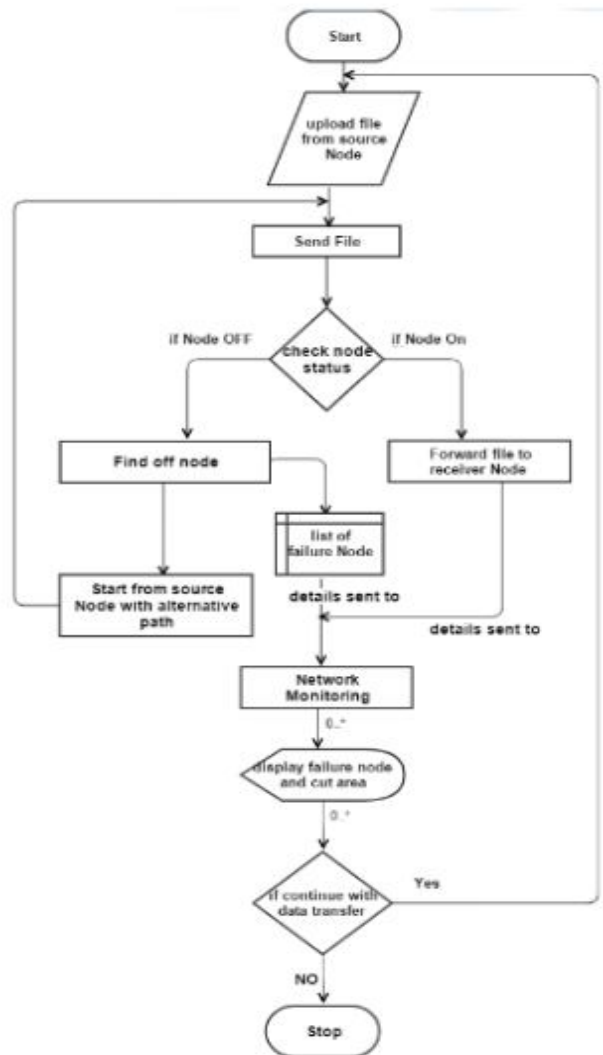 Start
upload file
from source
Node
Send File
if Node OFF
check node
status
if Node On
Find off node
Forward file to
receiver Node
list of
failure Node
Start from source
Node with alternative
path
details sent to
details sent to
Network
Monitoring
0..*
display failure node
and cut area
0..*
if continue with
data transfer
Yes
NO
Stop